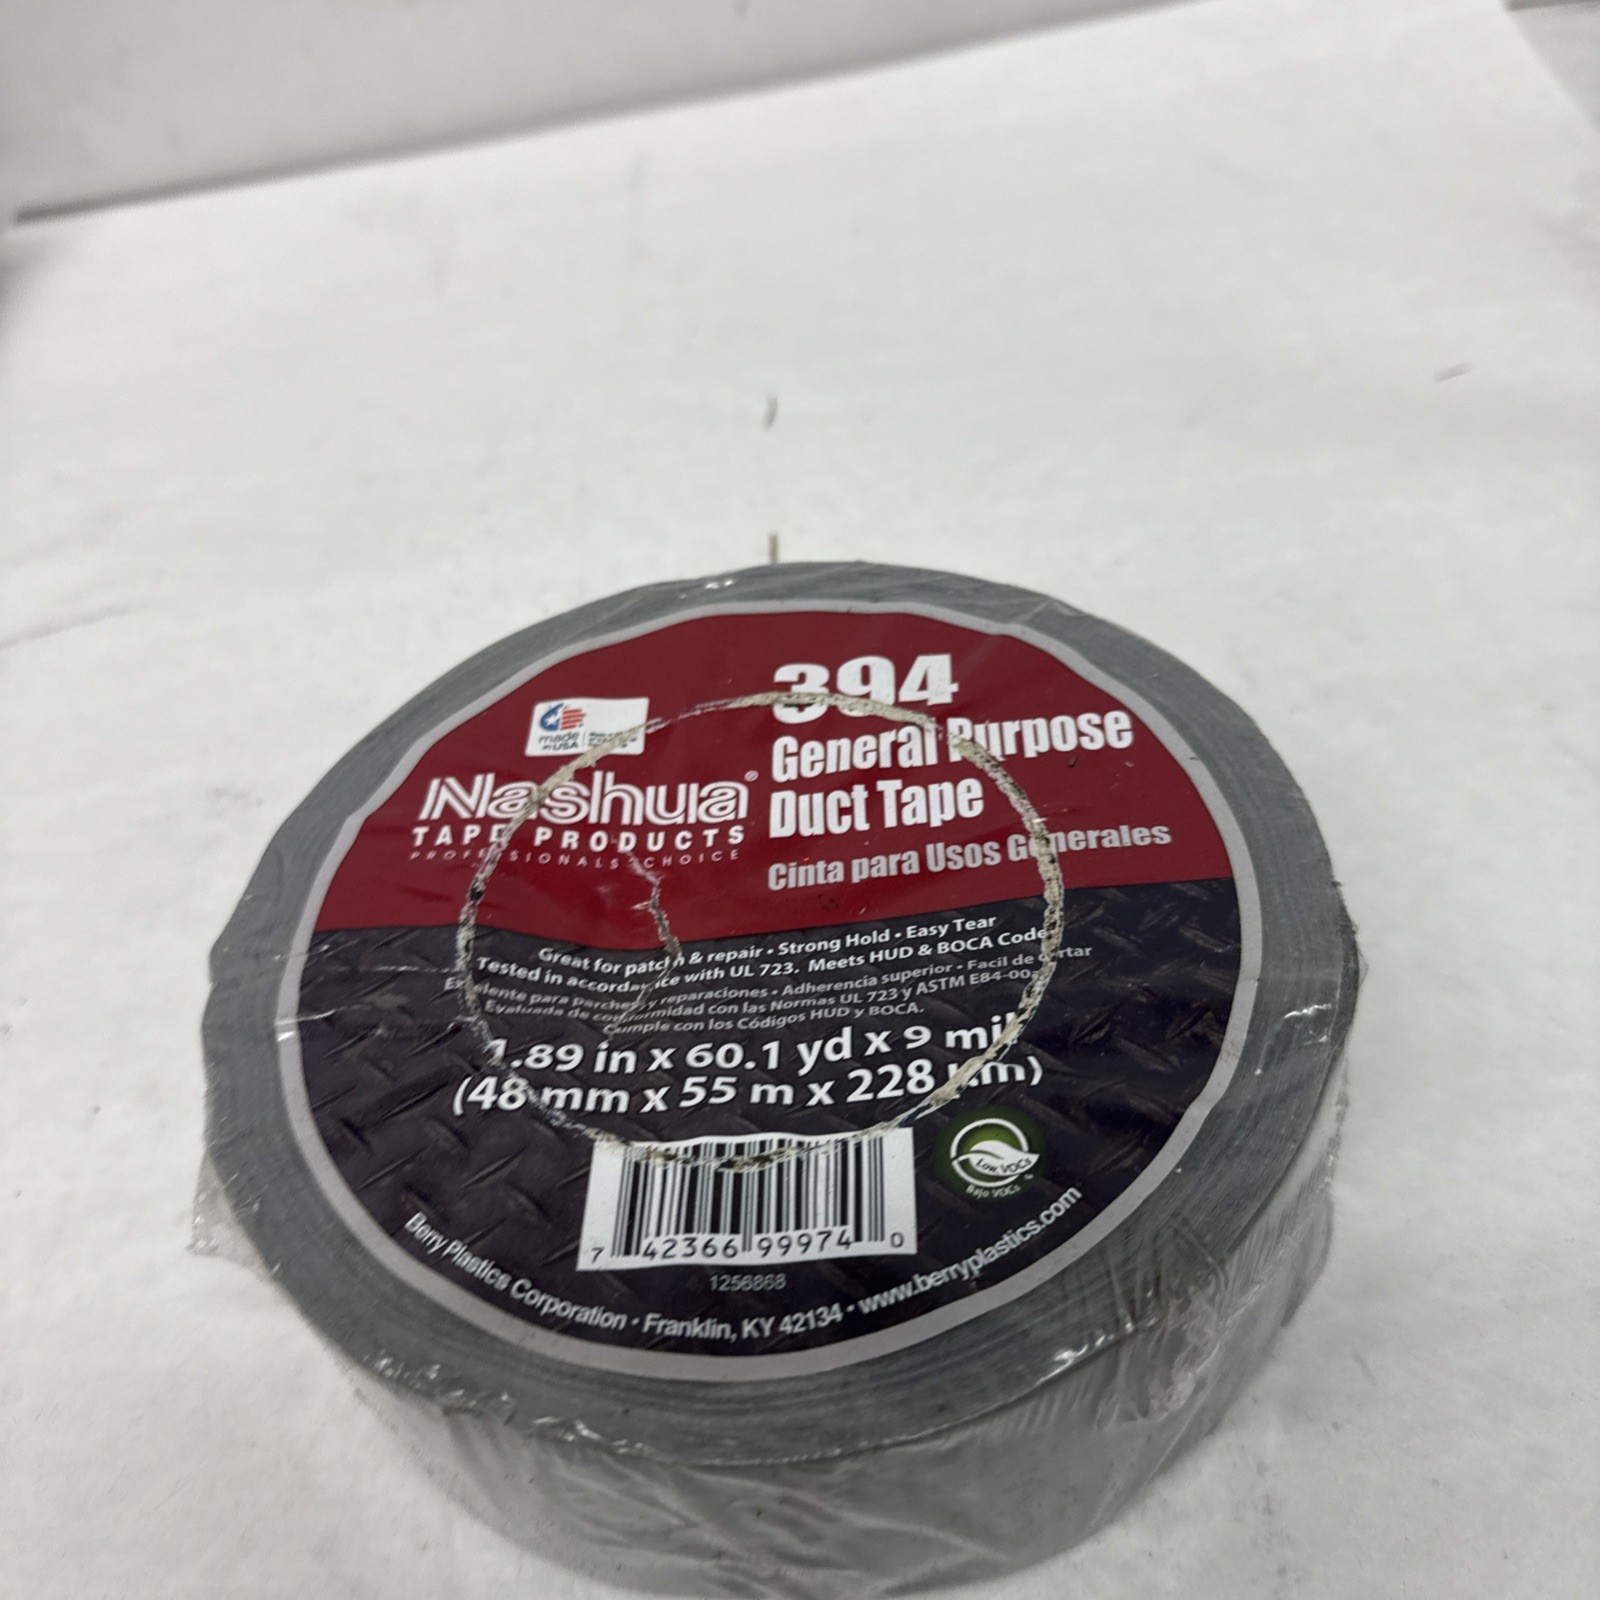 394
General Purpose
Duct Tape
Cinta para Usos Generales
made
in USA
Nashua®
TAPE PRODUCTS
PROFESSIONALS CHOICE
Great for patch & repair • Strong Hold • Easy Tear
Tested in accordance with UL 723. Meets HUD & BOCA Code
Excelente para parches y reparaciones • Adherencia superior • Facil de cortar
Evaluada de conformidad con las Normas UL 723 y ASTM E84-00a
Cumple con los Códigos HUD y BOCA.
1.89 in x 60.1 yd x 9 mil
(48 mm x 55 m x 228 µm)
Low VOCs
Bajo VOCs
7 42366 99974 0
1256868
Berry Plastics Corporation • Franklin, KY 42134 • www.berryplastics.com